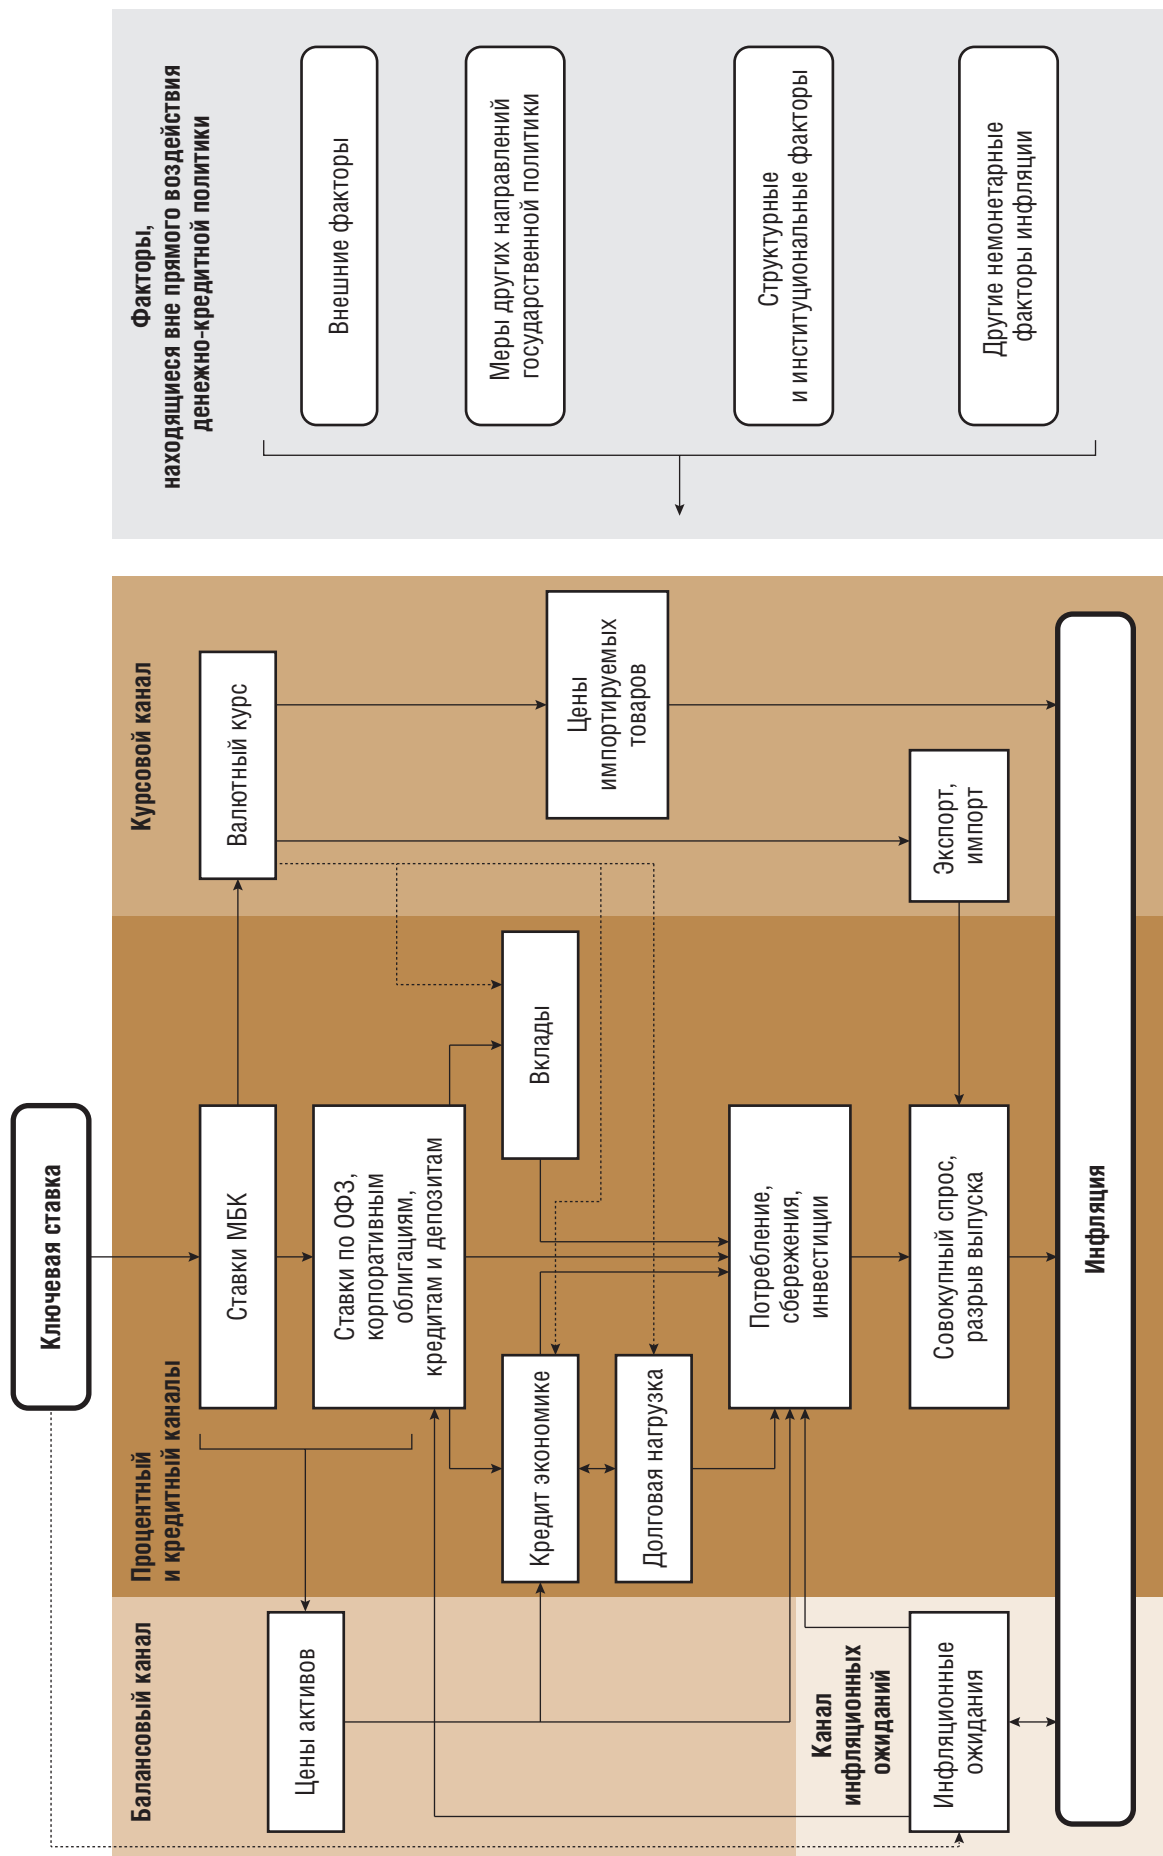 Ключевая ставка
Балансовый канал
Процентный
и кредитный каналы
Курсовой канал
Факторы,
находящиеся вне прямого воздействия
денежно-кредитной политики
Ставки МБК
Валютный курс
Цены активов
Ставки по ОФЗ,
корпоративным
облигациям,
кредитам и депозитам
Внешние факторы
Кредит экономике
Вклады
Цены
импортируемых
товаров
Меры других направлений
государственной политики
Долговая нагрузка
Потребление,
сбережения,
инвестиции
Структурные
и институциональные факторы
Канал
инфляционных
ожиданий
Инфляционные
ожидания
Совокупный спрос,
разрыв выпуска
Экспорт,
импорт
Другие немонетарные
факторы инфляции
Инфляция